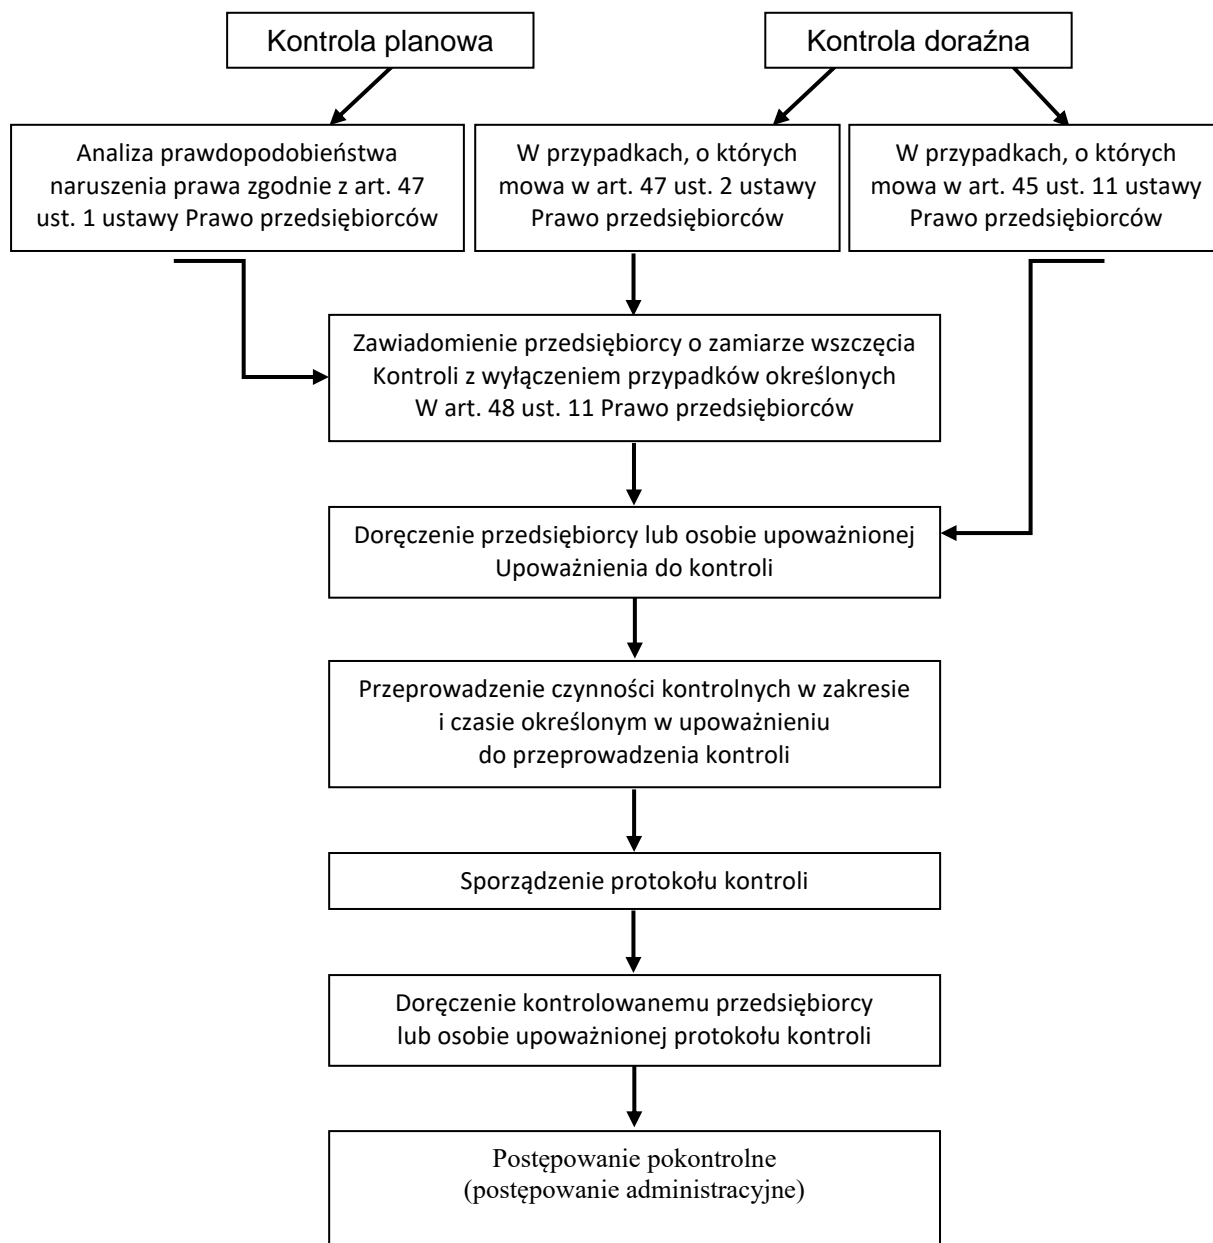 Kontrola planowa
Kontrola doraźna
Analiza prawdopodobieństwa
naruszenia prawa zgodnie z art. 47
ust. 1 ustawy Prawo przedsiębiorców
W przypadkach, o których
mowa w art. 47 ust. 2 ustawy
Prawo przedsiębiorców
W przypadkach, o których
mowa w art. 45 ust. 11 ustawy
Prawo przedsiębiorców
Zawiadomienie przedsiębiorcy o zamiarze wszczęcia
Kontroli z wyłączeniem przypadków określonych
W art. 48 ust. 11 Prawo przedsiębiorców
Doręczenie przedsiębiorcy lub osobie upoważnionej
Upoważnienia do kontroli
Przeprowadzenie czynności kontrolnych w zakresie
i czasie określonym w upoważnieniu
do przeprowadzenia kontroli
Sporządzenie protokołu kontroli
Doręczenie kontrolowanemu przedsiębiorcy
lub osobie upoważnionej protokołu kontroli
Postępowanie pokontrolne
(postępowanie administracyjne)